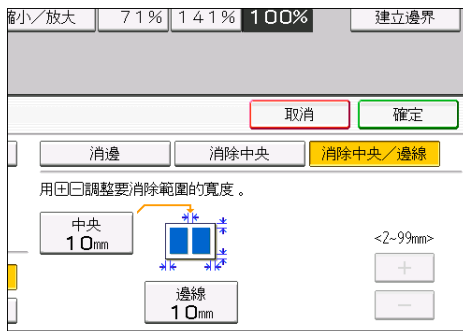 縮小／放大 71% 141% 100% 建立邊界
取消 確定
消邊 消除中央 消除中央／邊線
用+-調整要消除範圍的寬度。
中央
10mm
<2~99mm>
+
邊線
10mm
-